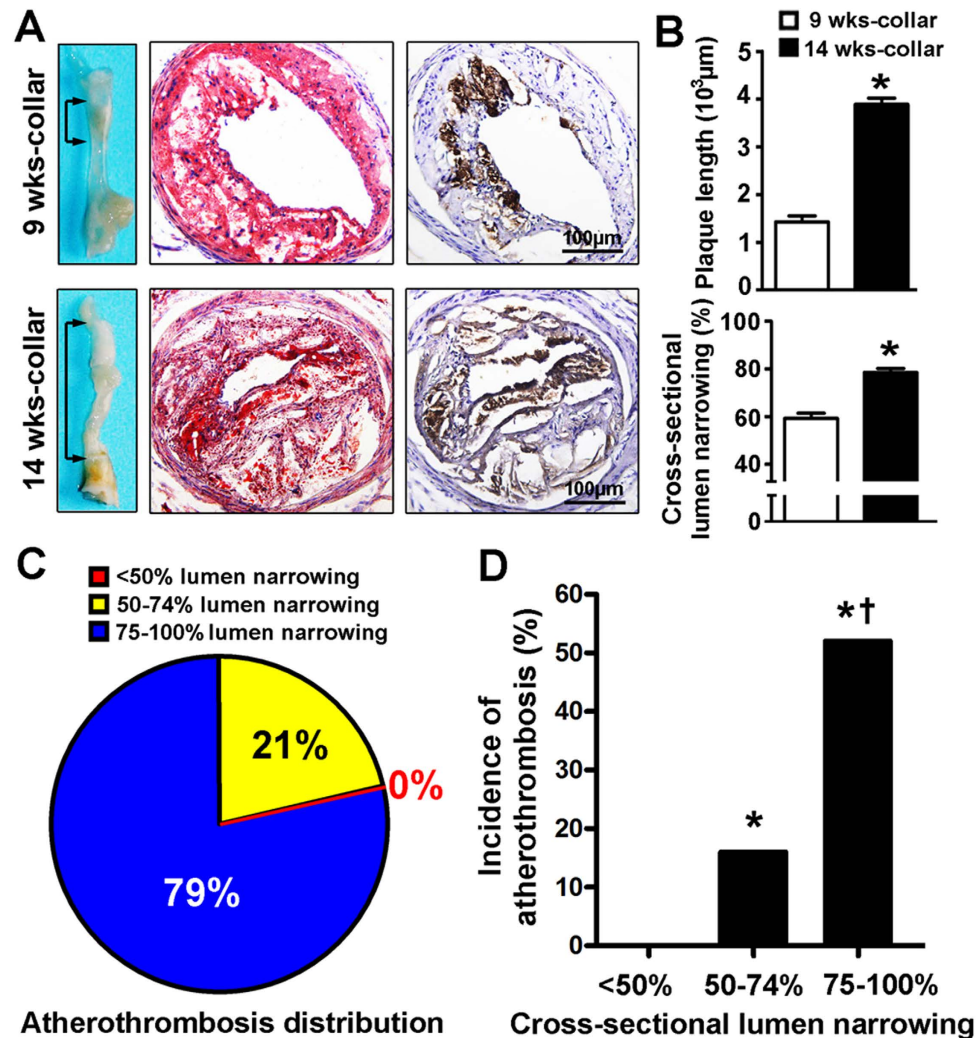 A
9 wks-collar
100µm
14 wks-collar
100µm
B
9 wks-collar
14 wks-collar
Plaque length (10³µm)
5
4
3
2
1
0
*
Cross-sectional
lumen narrowing (%)
100
80
60
40
0
*
C
<50% lumen narrowing
50-74% lumen narrowing
75-100% lumen narrowing
21%
0%
79%
Atherothrombosis distribution
D
Incidence of
atherothrombosis (%)
60
50
40
30
20
10
0
*
*†
<50%
50-74%
75-100%
Cross-sectional lumen narrowing